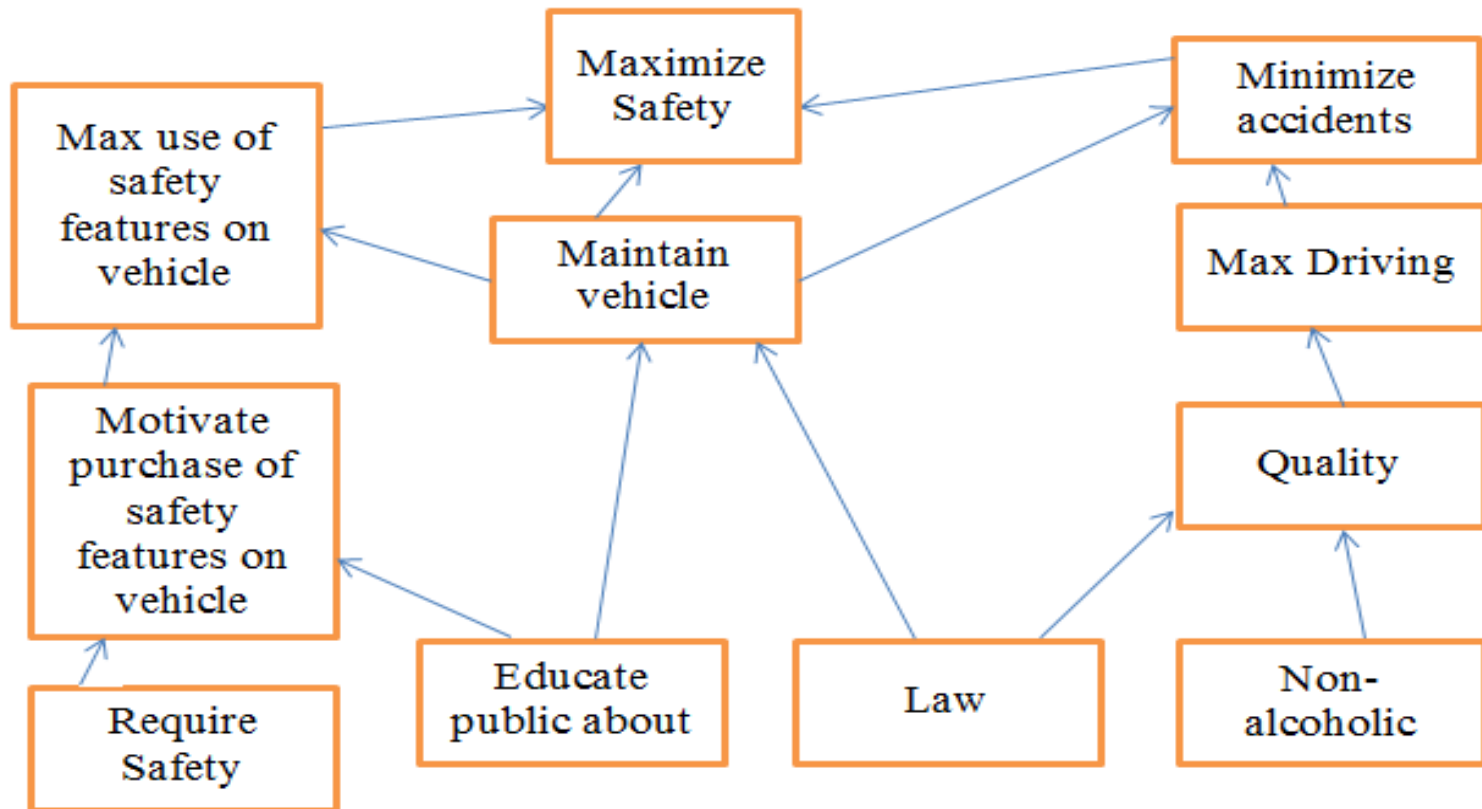 Maximize
Safety
Minimize
accidents
Max use of
safety
features on
vehicle
Maintain
vehicle
Max Driving
Motivate
purchase of
safety
features on
vehicle
Quality
Require
Safety
Educate
public about
Law
Non-
alcoholic